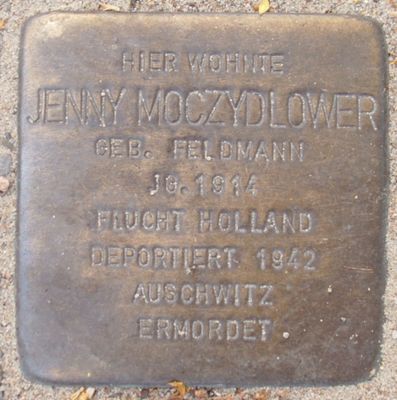 HIER WOHNTE
JENNY MOCZYDLOWER
GEB. FELDMANN
JG. 1914
FLUCHT HOLLAND
DEPORTIERT 1942
AUSCHWITZ
ERMORDET